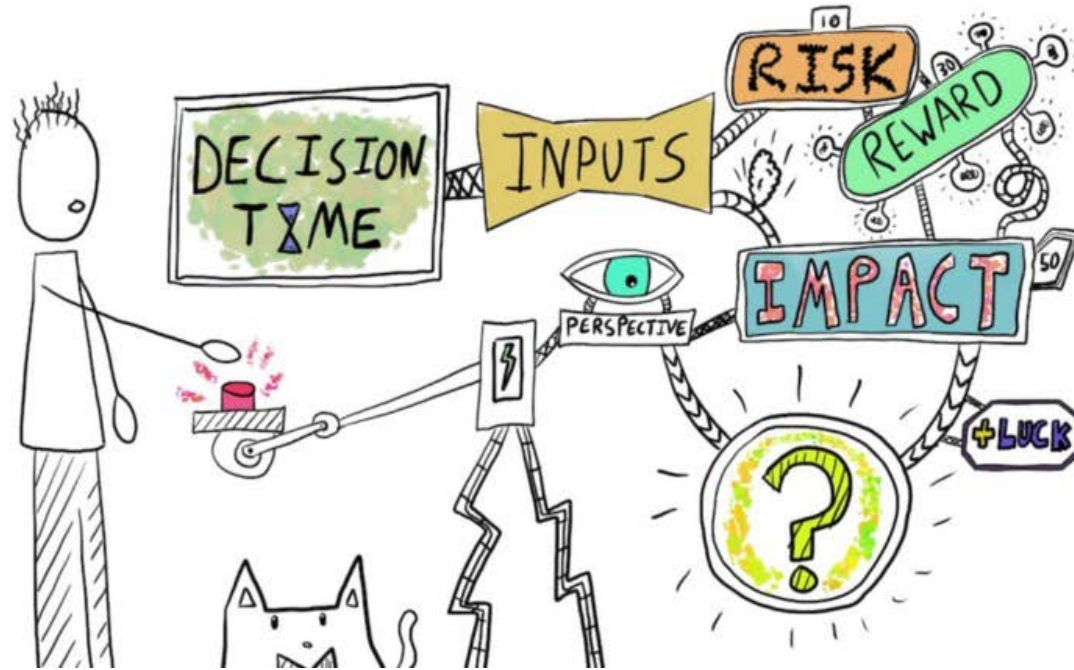 DECISION
TIME
INPUTS
10
RISK
30
REWARD
IMPACT
50
PERSPECTIVE
+LUCK
?